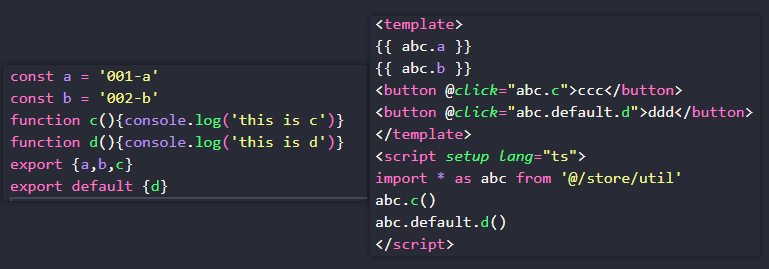 const a = '001-a'
const b = '002-b'
function c(){console.log('this is c')}
function d(){console.log('this is d')}
export {a,b,c}
export default {d}
<template>
{{ abc.a }}
{{ abc.b }}
<button @click="abc.c">ccc</button>
<button @click="abc.default.d">ddd</button>
</template>
<script setup lang="ts">
import * as abc from '@/store/util'
abc.c()
abc.default.d()
</script>